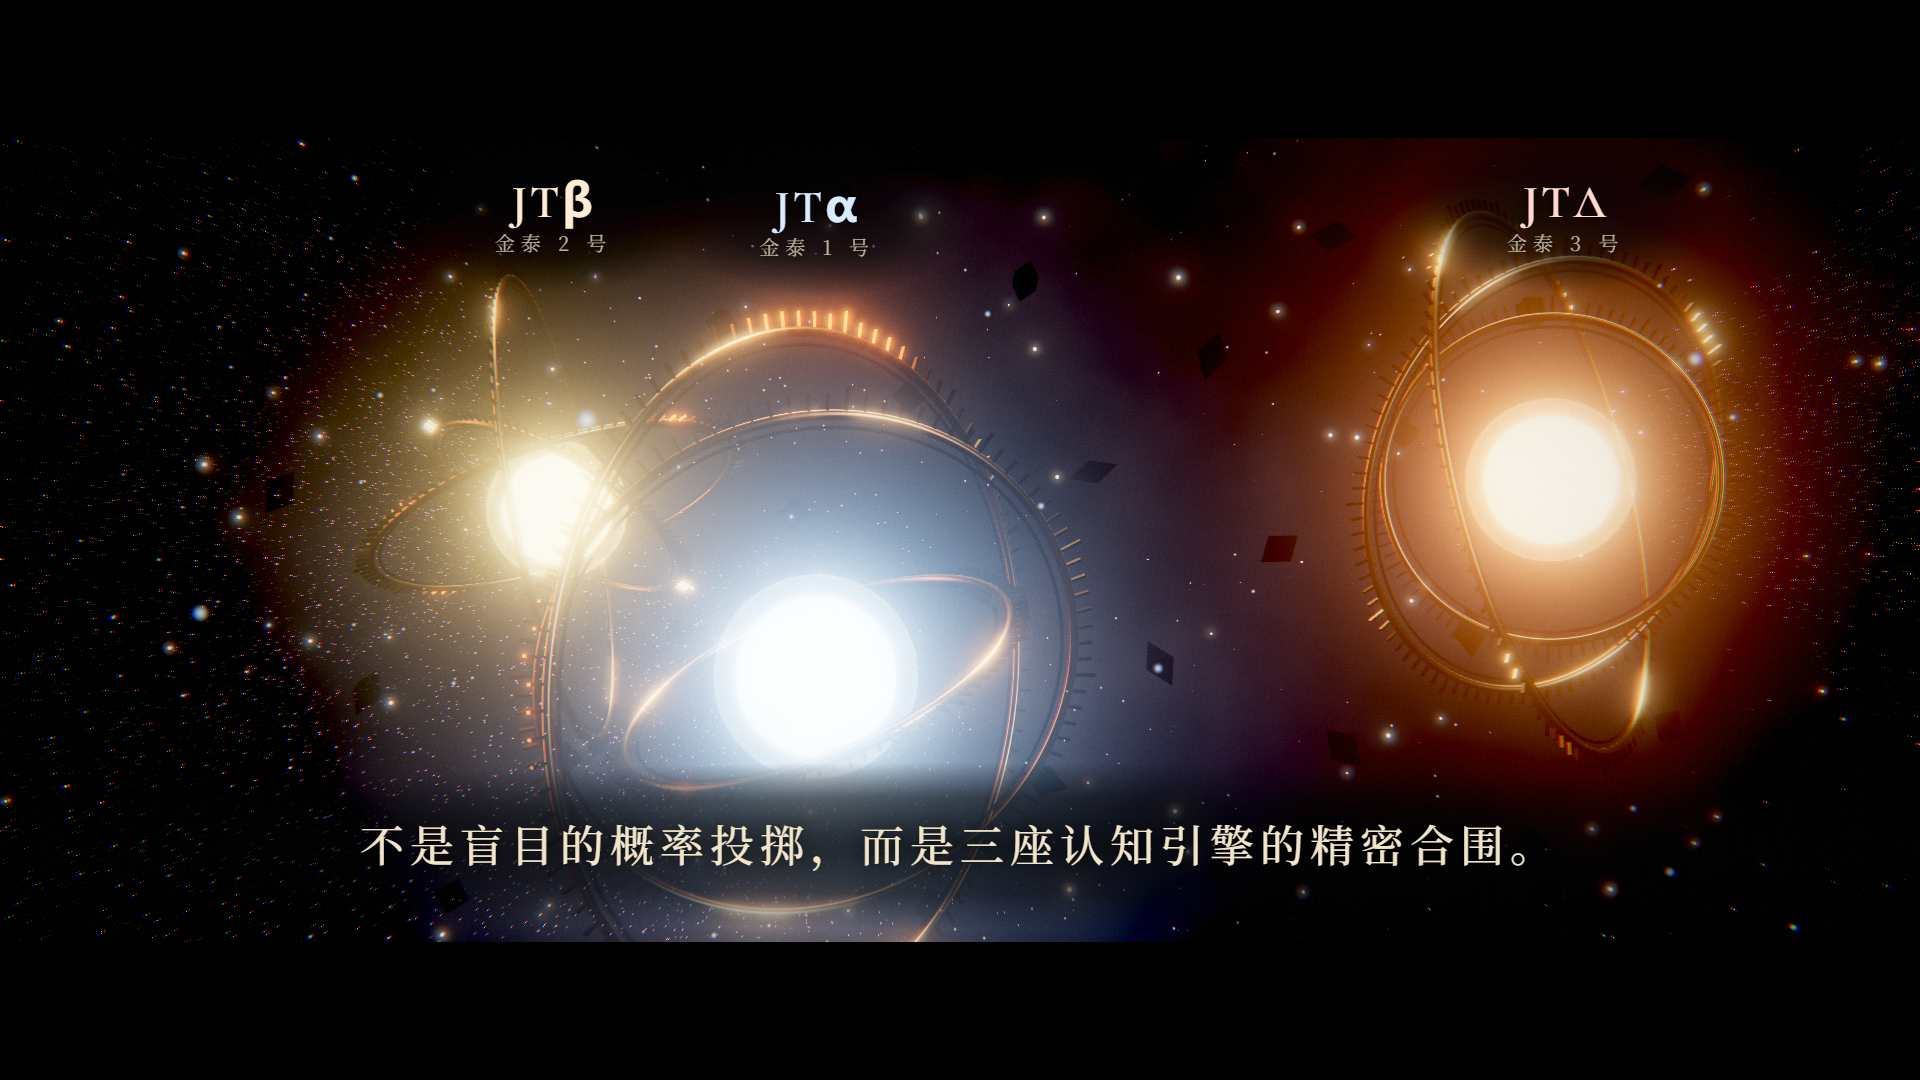 JTβ
金泰 2 号
JTα
金泰 1 号
JTΔ
金泰 3 号
不是盲目的概率投掷，而是三座认知引擎的精密合围。